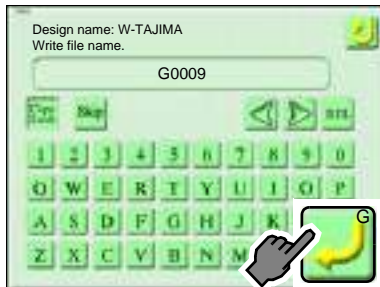 Design name: W-TAJIMA
Write file name.
G0009
Skip
1 2 3 4 5 6 7 8 9 0
Q W E R T Y U I O P
A S D F G H J K
Z X C V B N M
G